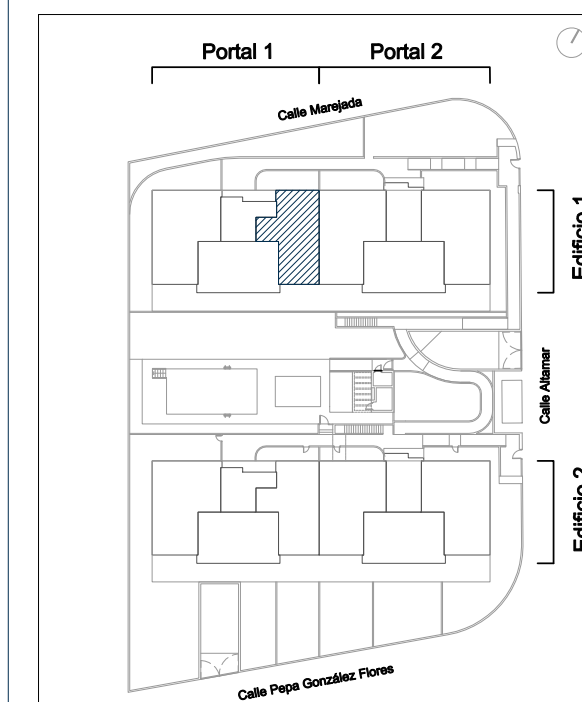 Portal 1
Portal 2
Calle Marejada
Edificio 1
Calle Altamar
Edificio 2
Calle Pepa González Flores